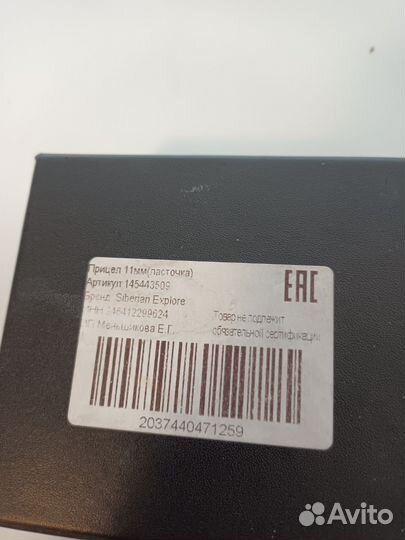 Прицел 11мм(ласточка)
Артикул 145443509
Бренд Siberian Explore
ИНН 246412299624
ИП Меньшикова Е.Г.
EAC
Товар не подлежит
обязательной сертификации
2037440471259
Avito